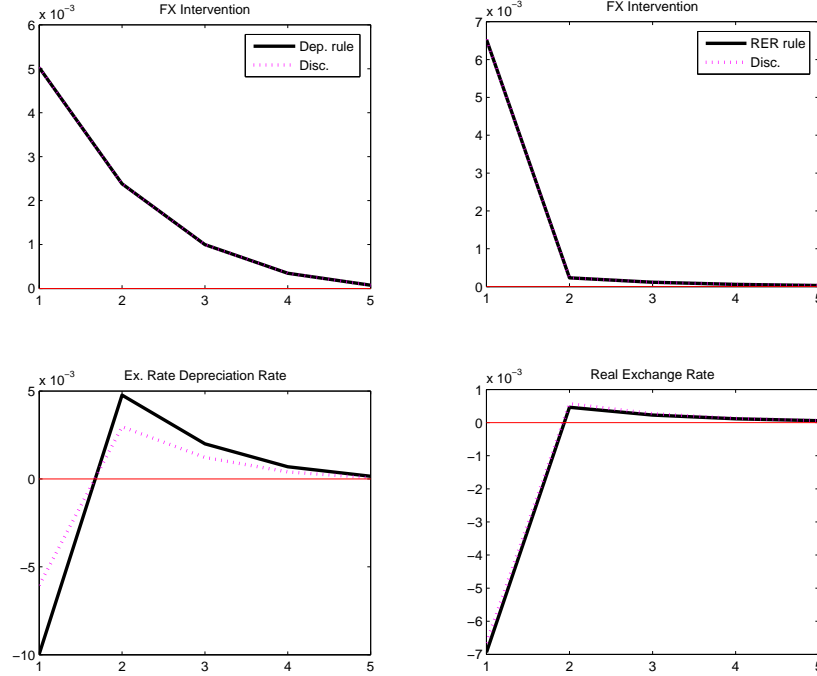 FX Intervention
x 10⁻³
Dep. rule
Disc.
6
5
4
3
2
1
0
1 2 3 4 5
FX Intervention
x 10⁻³
RER rule
Disc.
7
6
5
4
3
2
1
0
1 2 3 4 5
Ex. Rate Depreciation Rate
x 10⁻³
5
0
−5
−10
1 2 3 4 5
Real Exchange Rate
x 10⁻³
1
0
−1
−2
−3
−4
−5
−6
−7
1 2 3 4 5